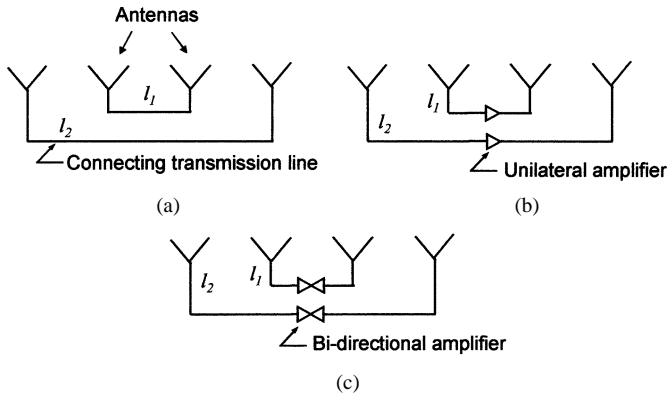 Antennas
l1
l2
Connecting transmission line
(a)
l1
l2
Unilateral amplifier
(b)
l1
l2
Bi-directional amplifier
(c)